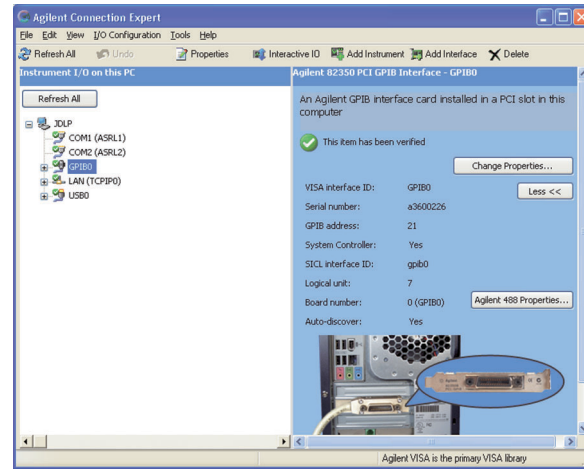 Agilent Connection Expert
File Edit View I/O Configuration Tools Help
Refresh All Undo Properties Interactive IO Add Instrument Add Interface Delete
Instrument I/O on this PC
Refresh All
JDLP
COM1 (ASRL1)
COM2 (ASRL2)
GPIB0
LAN (TCPIP0)
USB0
Agilent 82350 PCI GPIB Interface - GPIB0
An Agilent GPIB interface card installed in a PCI slot in this
computer
This item has been verified
Change Properties...
Less <<
VISA interface ID: GPIB0
Serial number: a3600226
GPIB address: 21
System Controller: Yes
SICL interface ID: gpib0
Logical unit: 7
Board number: 0 (GPIB0)
Agilent 488 Properties...
Auto-discover: Yes
Agilent VISA is the primary VISA library